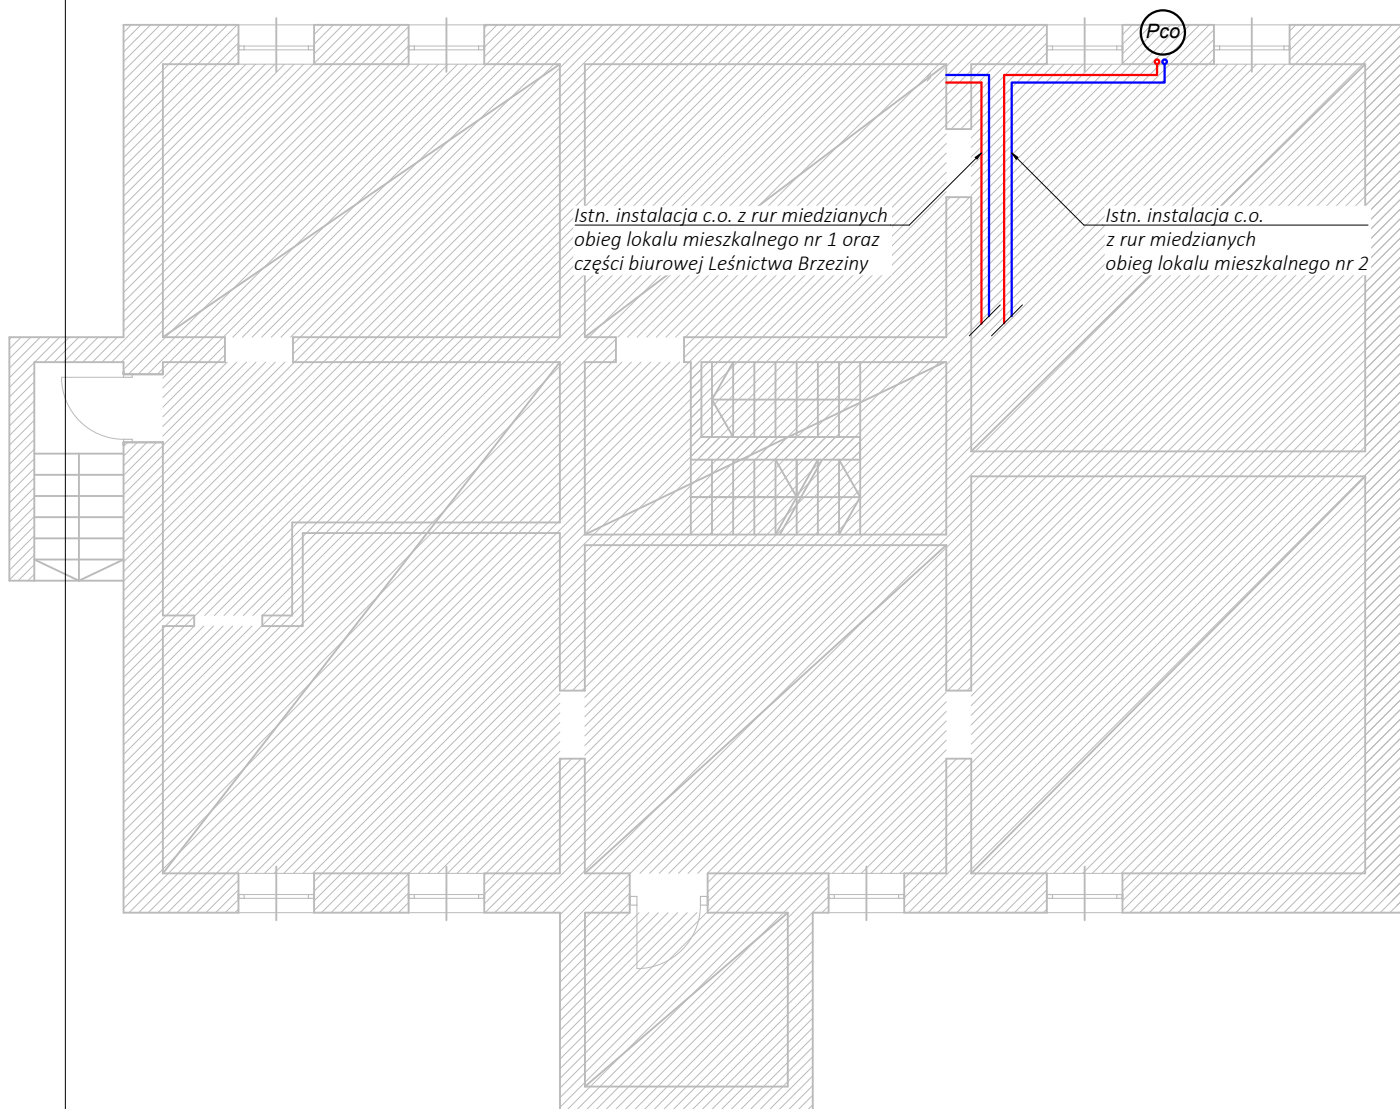 Pco
Istn. instalacja c.o. z rur miedzianych
obieg lokalu mieszkalnego nr 1 oraz
części biurowej Leśnictwa Brzeziny
Istn. instalacja c.o.
z rur miedzianych
obieg lokalu mieszkalnego nr 2